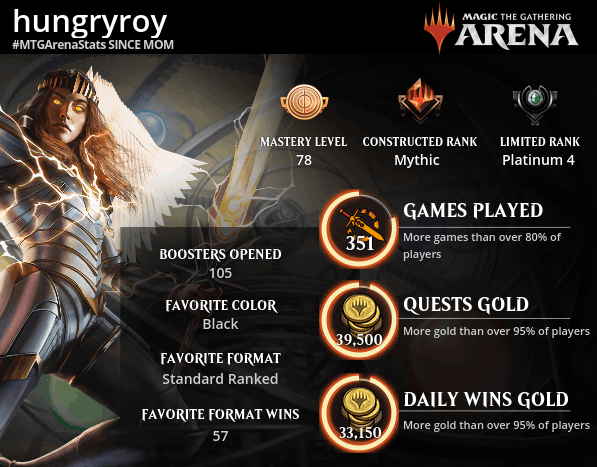 hungryroy
#MTGArenaStats SINCE MOM
MAGIC THE GATHERING
ARENA
MASTERY LEVEL
78
CONSTRUCTED RANK
Mythic
LIMITED RANK
Platinum 4
BOOSTERS OPENED
105
FAVORITE COLOR
Black
FAVORITE FORMAT
Standard Ranked
FAVORITE FORMAT WINS
57
351
GAMES PLAYED
More games than over 80% of
players
39,500
QUESTS GOLD
More gold than over 95% of players
33,150
DAILY WINS GOLD
More gold than over 95% of players